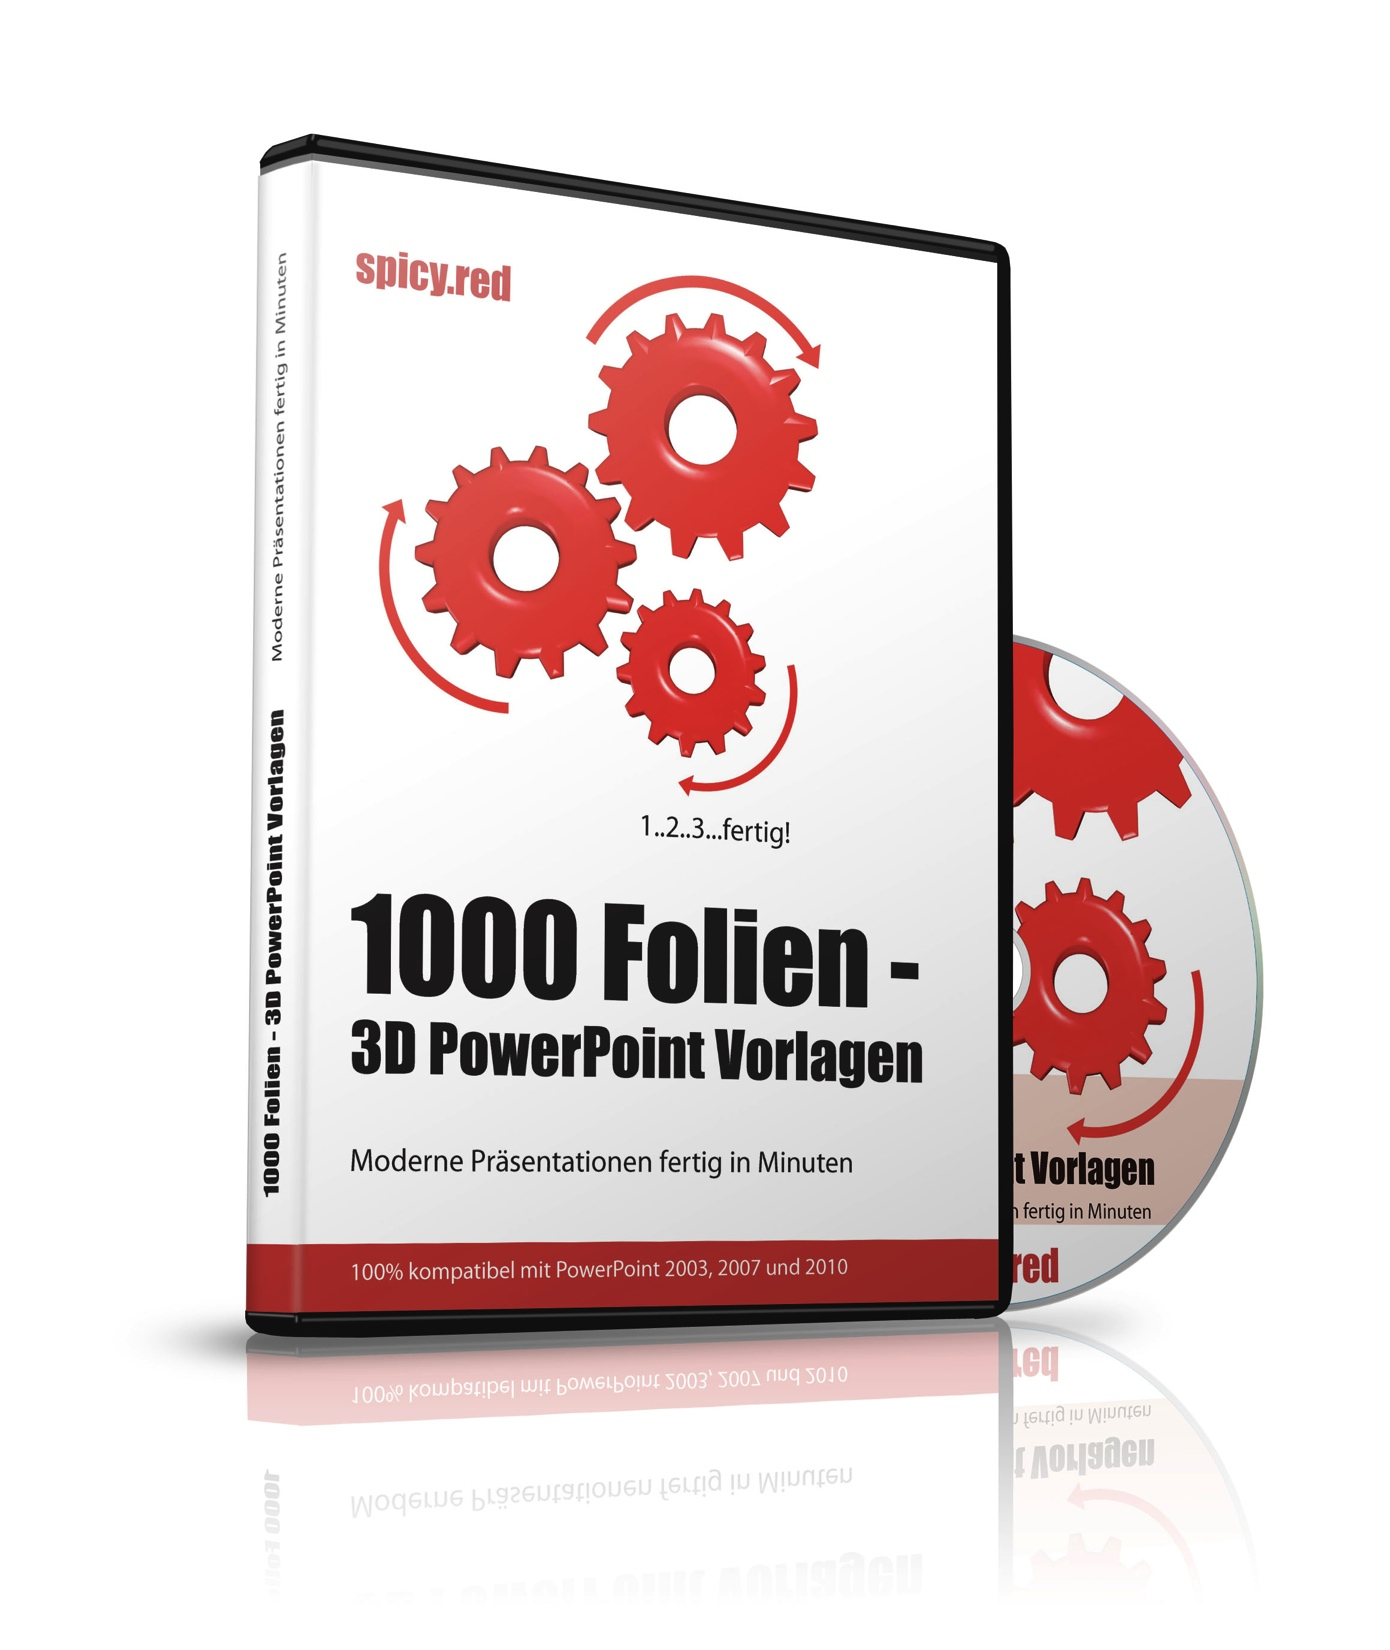 spicy.red
1..2..3...fertig!
1000 Folien -
3D PowerPoint Vorlagen
Moderne Präsentationen fertig in Minuten
100% kompatibel mit PowerPoint 2003, 2007 und 2010
1000 Folien - 3D PowerPoint Vorlagen Moderne Präsentationen fertig in Minuten
t Vorlagen
n fertig in Minuten
red